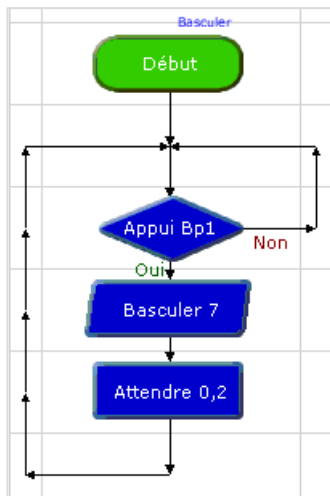 Basculer
Début
Appui Bp1
Non
Oui
Basculer 7
Attendre 0,2